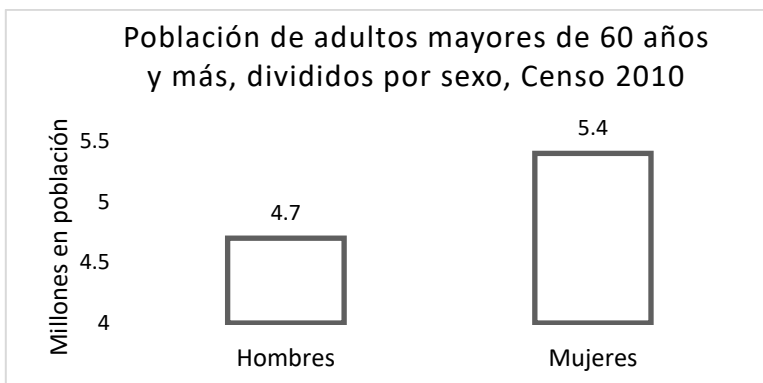 Población de adultos mayores de 60 años
y más, divididos por sexo, Censo 2010
Millones en población
5.5
5
4.5
4
4.7
5.4
Hombres
Mujeres